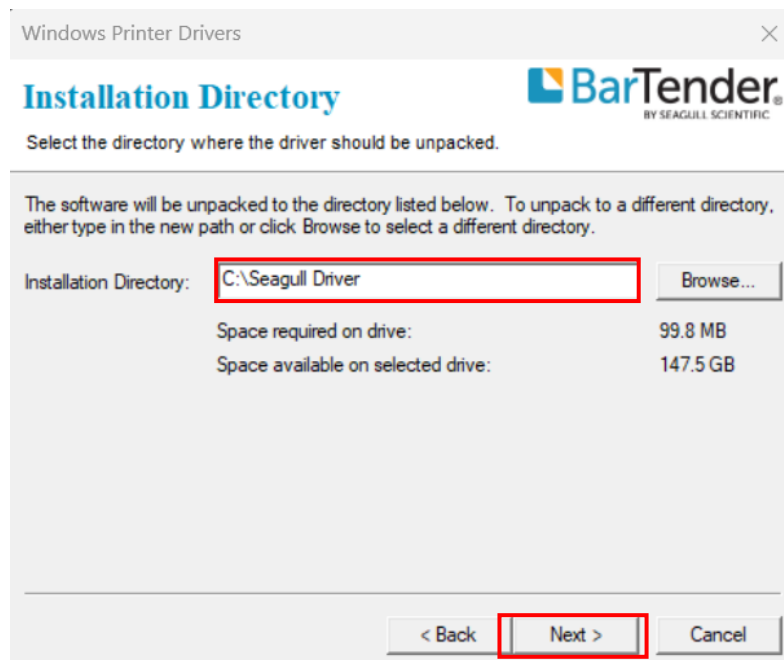 Windows Printer Drivers
Installation Directory
BarTender®
BY SEAGULL SCIENTIFIC
Select the directory where the driver should be unpacked.
The software will be unpacked to the directory listed below. To unpack to a different directory,
either type in the new path or click Browse to select a different directory.
Installation Directory: C:\Seagull Driver Browse...
Space required on drive: 99.8 MB
Space available on selected drive: 147.5 GB
< Back Next > Cancel